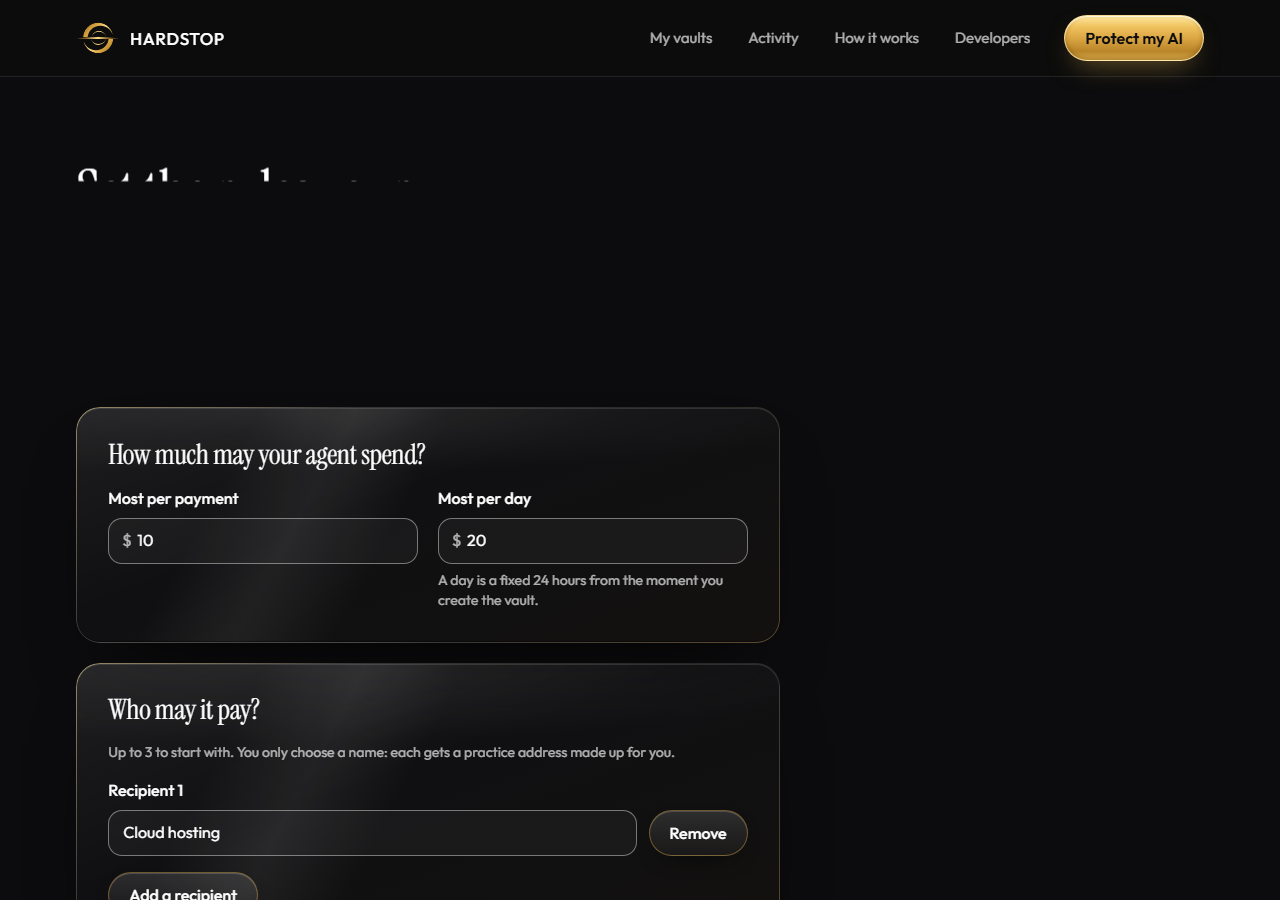 HARDSTOP
My vaults
Activity
How it works
Developers
Protect my AI
How much may your agent spend?
Most per payment
Most per day
$ 10
$ 20
A day is a fixed 24 hours from the moment you
create the vault.
Who may it pay?
Up to 3 to start with. You only choose a name: each gets a practice address made up for you.
Recipient 1
Cloud hosting
Remove
Add a recipient